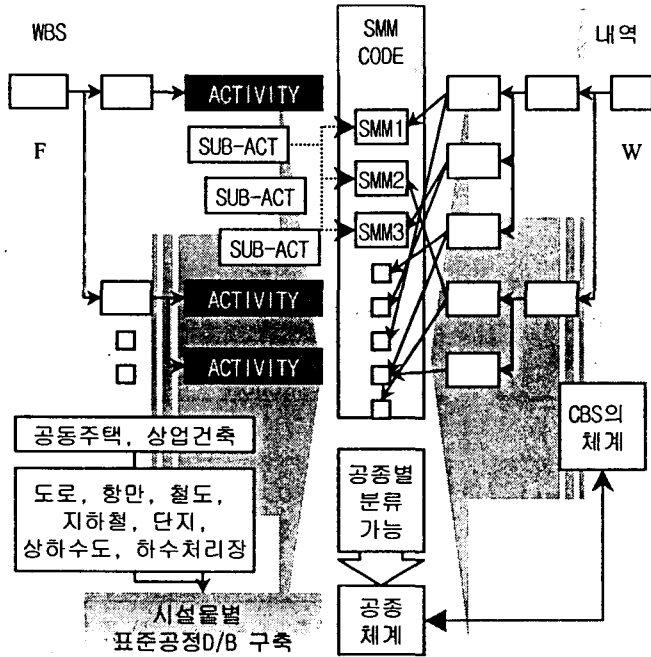 WBS
SMM
CODE
내역
ACTIVITY
F
W
SMM1
SUB-ACT
SMM2
SUB-ACT
SMM3
SUB-ACT
ACTIVITY
ACTIVITY
공동주택, 상업건축
CBS의
체계
도로, 항만, 철도,
지하철, 단지,
상하수도, 하수처리장
공종별
분류
가능
시설물별
표준공정D/B 구축
공종
체계